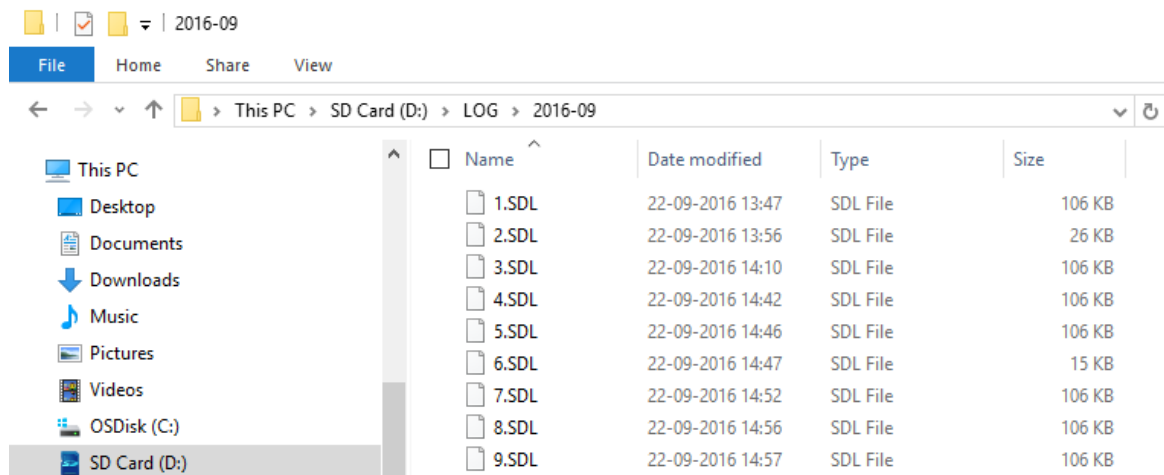 2016-09
File Home Share View
This PC > SD Card (D:) > LOG > 2016-09
This PC
Desktop
Documents
Downloads
Music
Pictures
Videos
OSDisk (C:)
SD Card (D:)
Name Date modified Type Size
1.SDL 22-09-2016 13:47 SDL File 106 KB
2.SDL 22-09-2016 13:56 SDL File 26 KB
3.SDL 22-09-2016 14:10 SDL File 106 KB
4.SDL 22-09-2016 14:42 SDL File 106 KB
5.SDL 22-09-2016 14:46 SDL File 106 KB
6.SDL 22-09-2016 14:47 SDL File 15 KB
7.SDL 22-09-2016 14:52 SDL File 106 KB
8.SDL 22-09-2016 14:56 SDL File 106 KB
9.SDL 22-09-2016 14:57 SDL File 106 KB